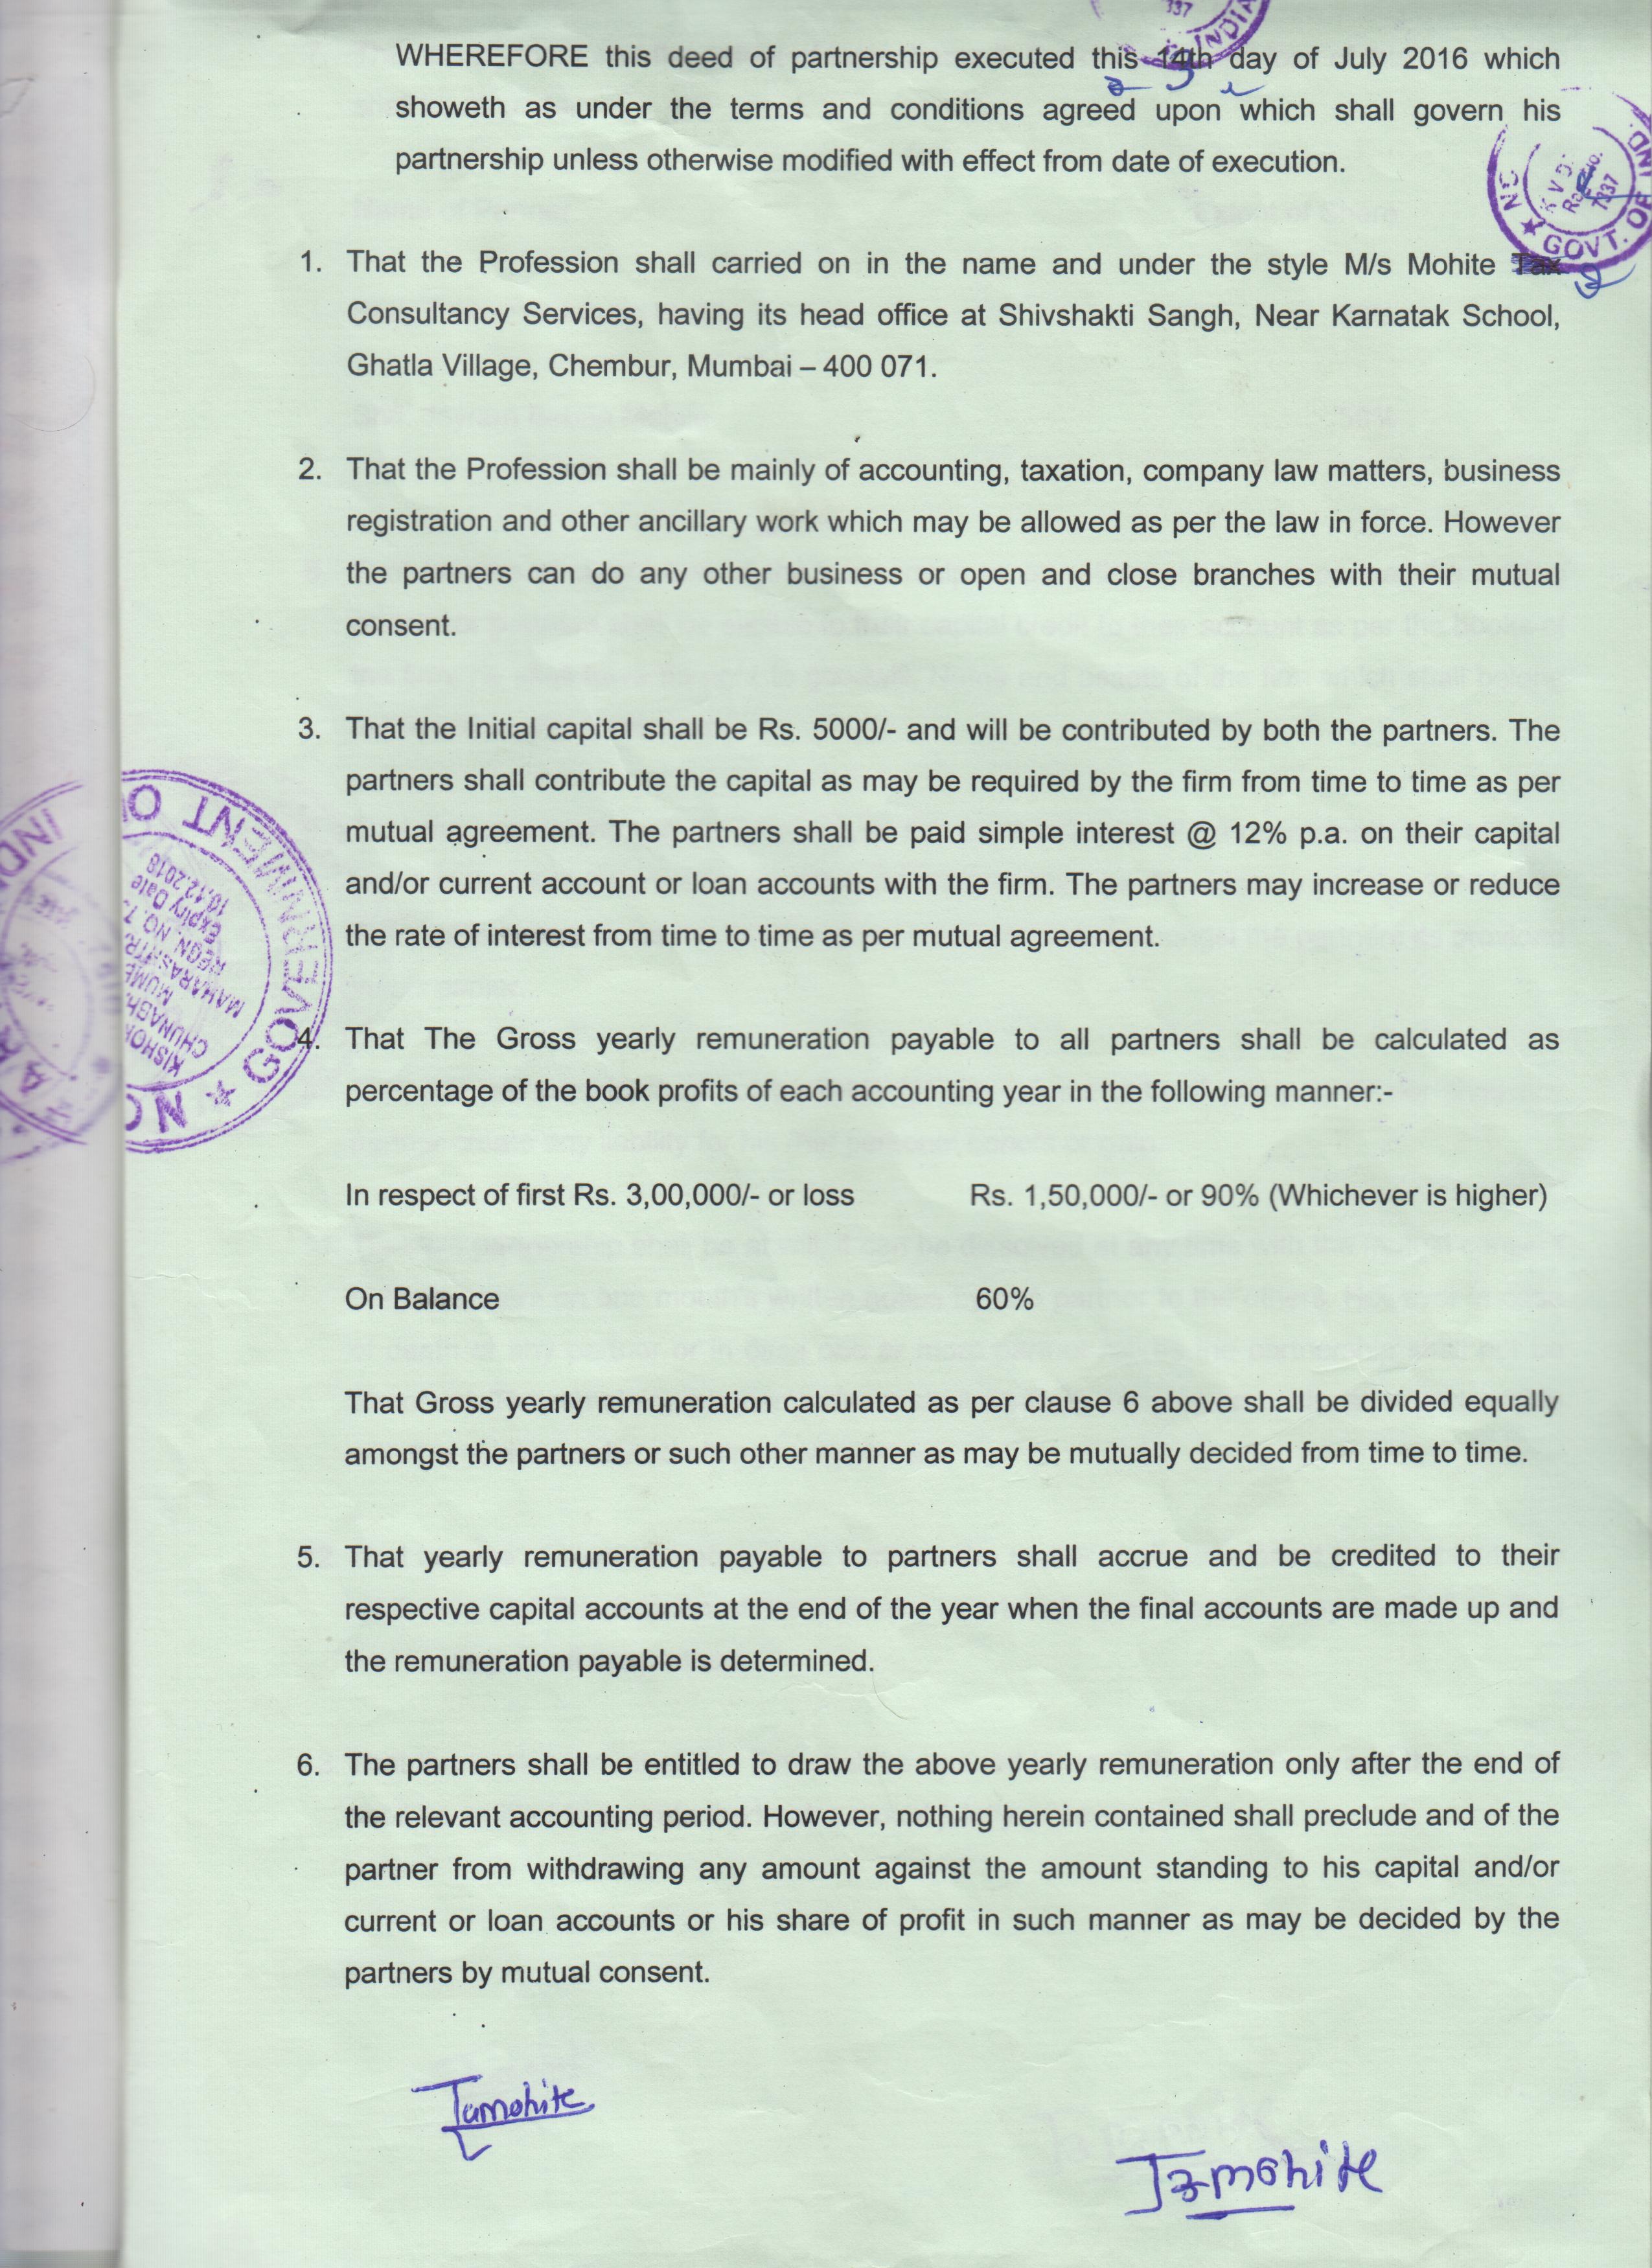 337
INDIA
WHEREFORE this deed of partnership executed this 14th day of July 2016 which
showeth as under the terms and conditions agreed upon which shall govern his
partnership unless otherwise modified with effect from date of execution.
GOVT. OF IND
K V D
Reg. No.
7337
1. That the Profession shall carried on in the name and under the style M/s Mohite Tax
Consultancy Services, having its head office at Shivshakti Sangh, Near Karnatak School,
Ghatla Village, Chembur, Mumbai – 400 071.
2. That the Profession shall be mainly of accounting, taxation, company law matters, business
registration and other ancillary work which may be allowed as per the law in force. However
the partners can do any other business or open and close branches with their mutual
consent.
3. That the Initial capital shall be Rs. 5000/- and will be contributed by both the partners. The
partners shall contribute the capital as may be required by the firm from time to time as per
mutual agreement. The partners shall be paid simple interest @ 12% p.a. on their capital
and/or current account or loan accounts with the firm. The partners may increase or reduce
the rate of interest from time to time as per mutual agreement.
GOVERNMENT O
KISHOR
CHUNABH
MUMB
MAHARASHTR
REGN NO. 7
Expiry Date
10.12.2018
4. That The Gross yearly remuneration payable to all partners shall be calculated as
percentage of the book profits of each accounting year in the following manner:-
In respect of first Rs. 3,00,000/- or loss Rs. 1,50,000/- or 90% (Whichever is higher)
On Balance 60%
That Gross yearly remuneration calculated as per clause 6 above shall be divided equally
amongst the partners or such other manner as may be mutually decided from time to time.
5. That yearly remuneration payable to partners shall accrue and be credited to their
respective capital accounts at the end of the year when the final accounts are made up and
the remuneration payable is determined.
6. The partners shall be entitled to draw the above yearly remuneration only after the end of
the relevant accounting period. However, nothing herein contained shall preclude and of the
partner from withdrawing any amount against the amount standing to his capital and/or
current or loan accounts or his share of profit in such manner as may be decided by the
partners by mutual consent.